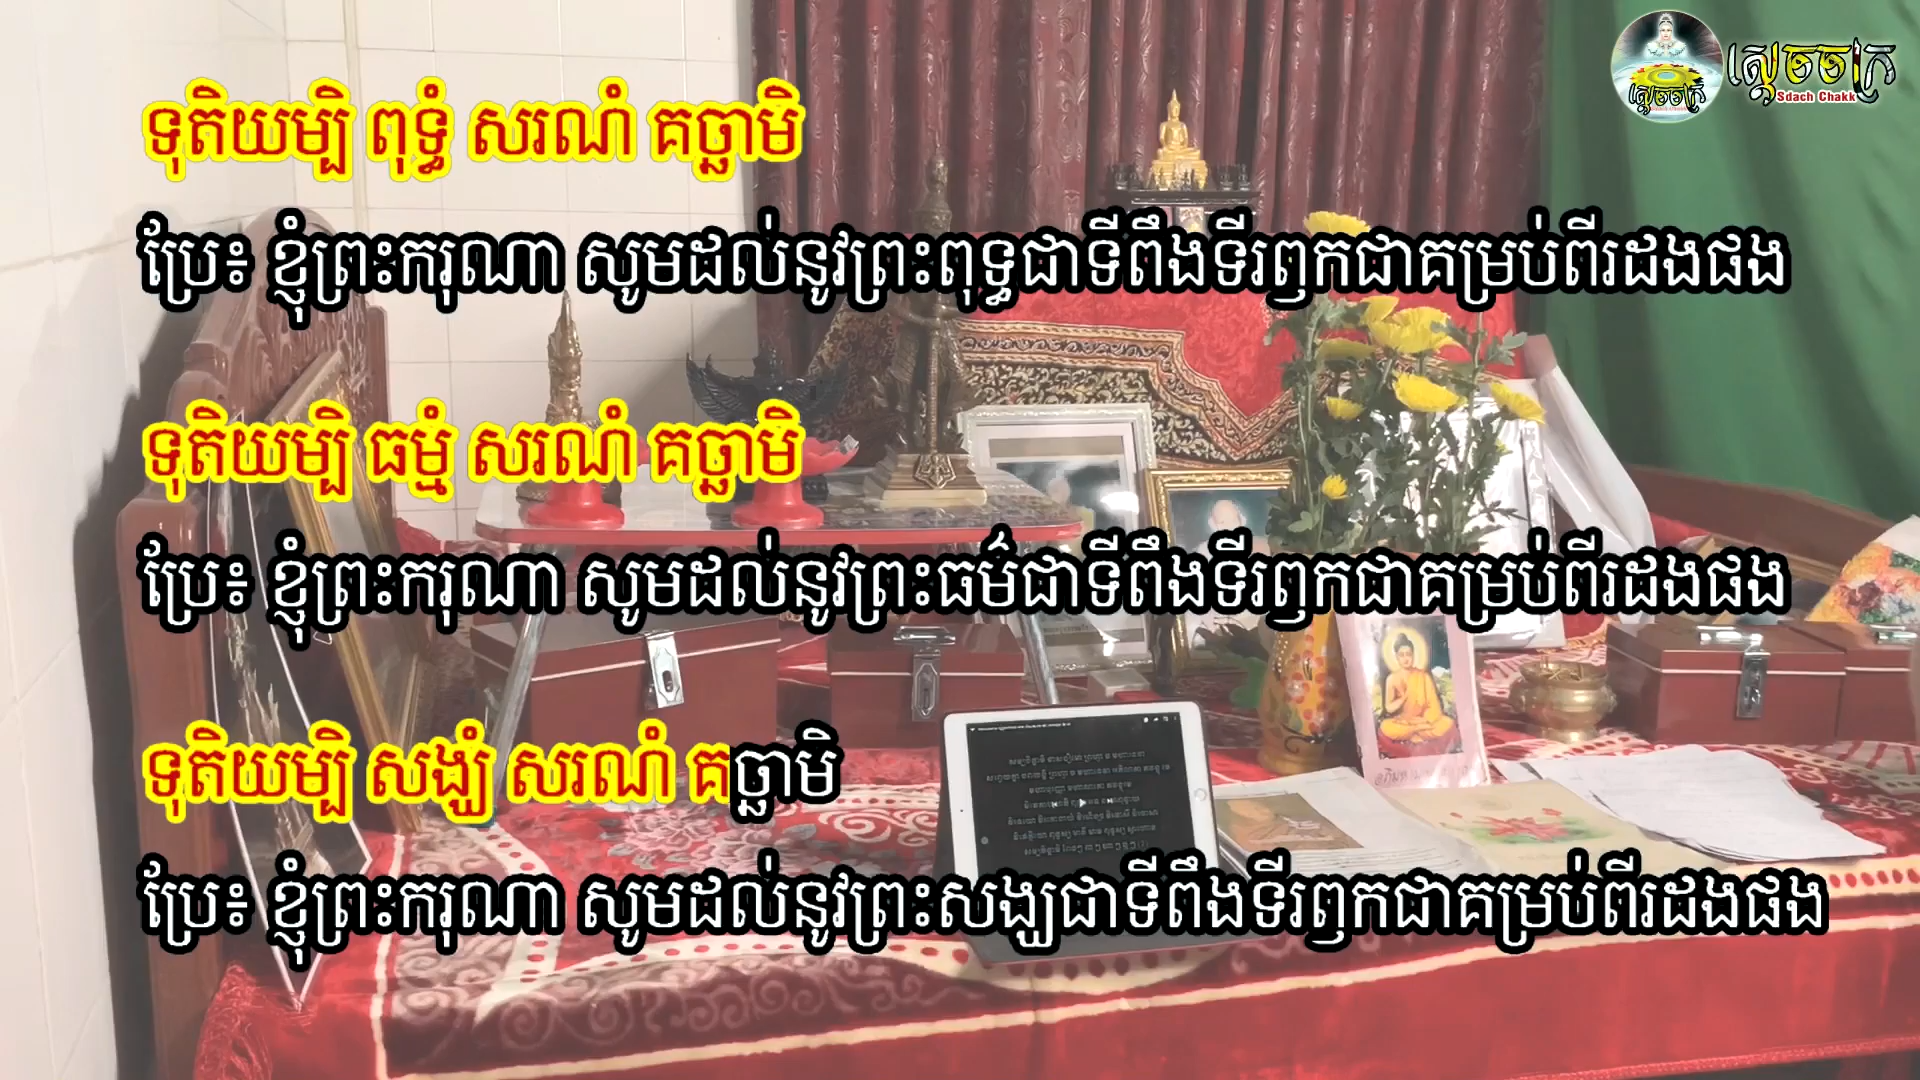 ស្ដេចចក្រ
Sdach Chakk
ទុតិយម្បិ ពុទ្ធំ សរណំ គច្ឆាមិ
ប្រែ៖ ខ្ញុំព្រះករុណា សូមដល់នូវព្រះពុទ្ធជាទីពឹងទីរឭកជាគម្រប់ពីរដងផង
ទុតិយម្បិ ធម្មំ សរណំ គច្ឆាមិ
ប្រែ៖ ខ្ញុំព្រះករុណា សូមដល់នូវព្រះធម៌ជាទីពឹងទីរឭកជាគម្រប់ពីរដងផង
ទុតិយម្បិ សង្ឃំ សរណំ គច្ឆាមិ
ប្រែ៖ ខ្ញុំព្រះករុណា សូមដល់នូវព្រះសង្ឃជាទីពឹងទីរឭកជាគម្រប់ពីរដងផង